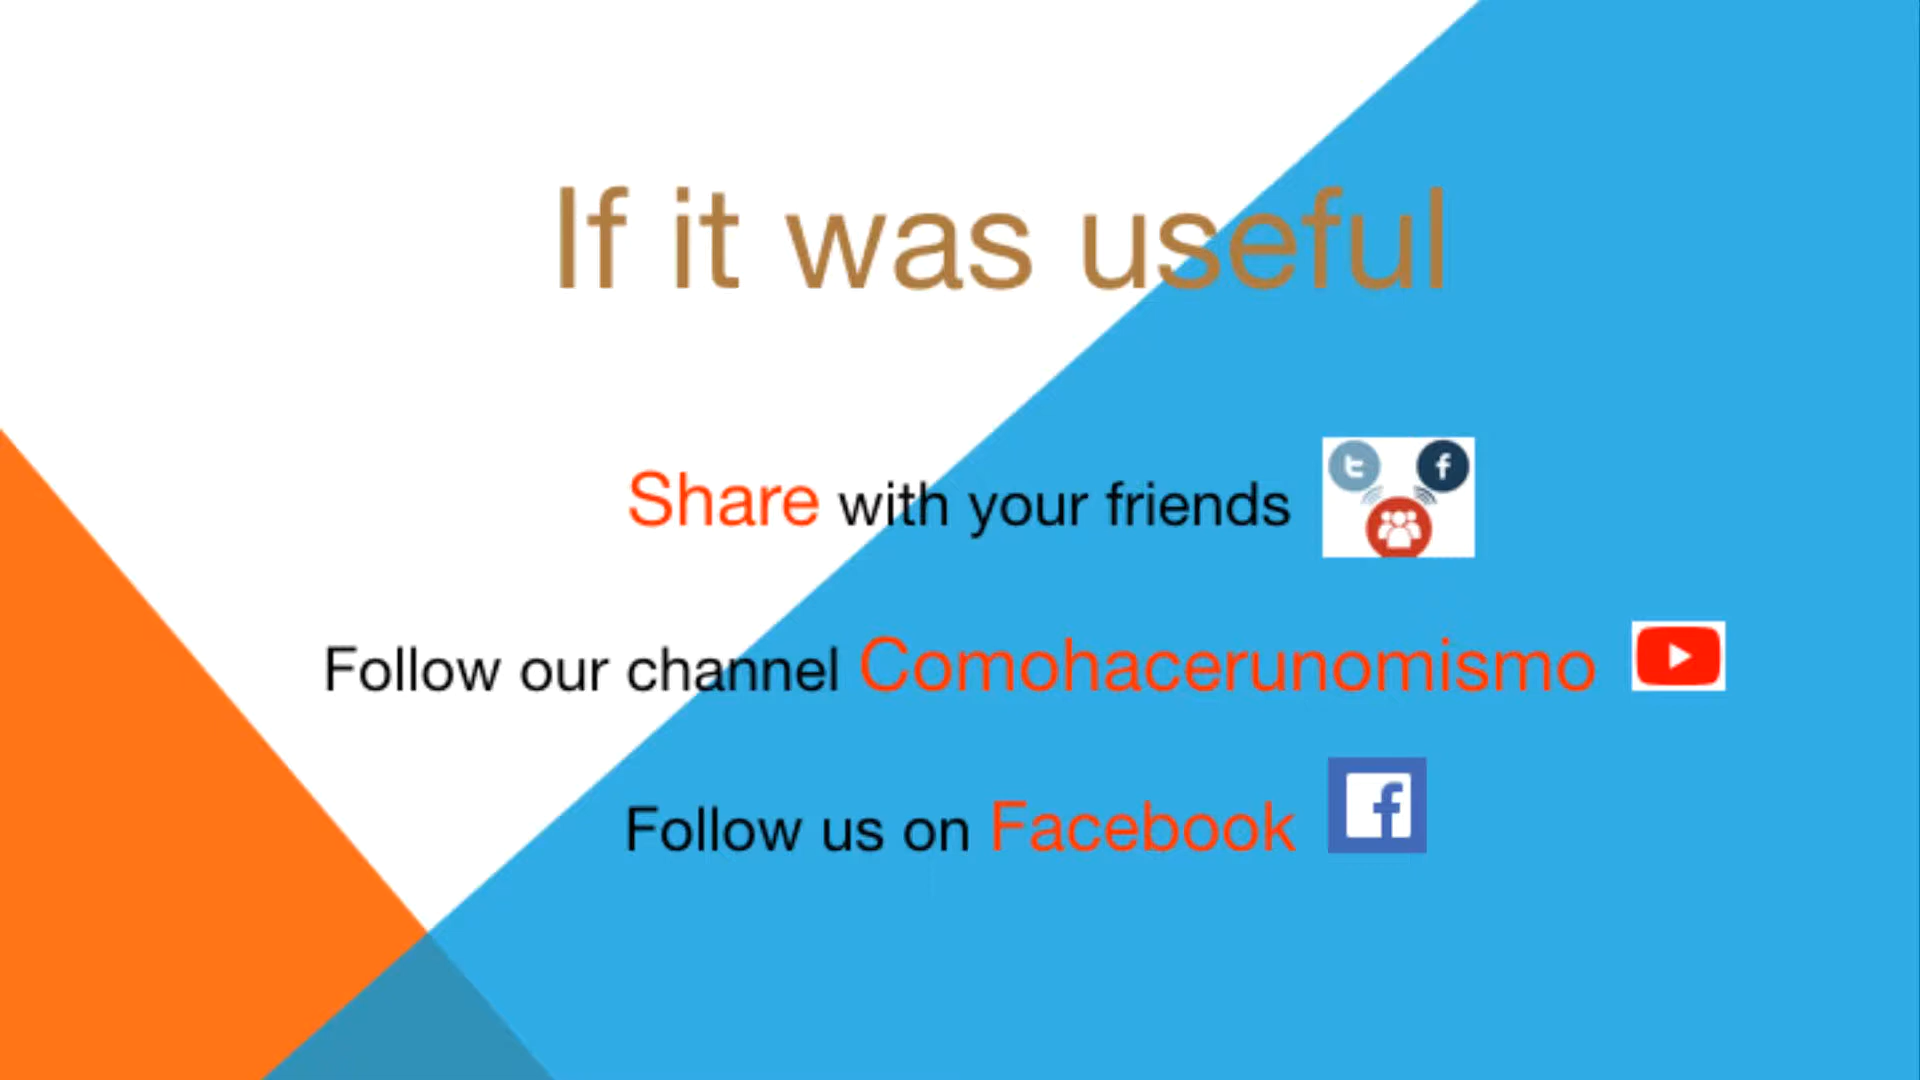 If it was useful
Share with your friends
Follow our channel Comohacerunomismo
Follow us on Facebook